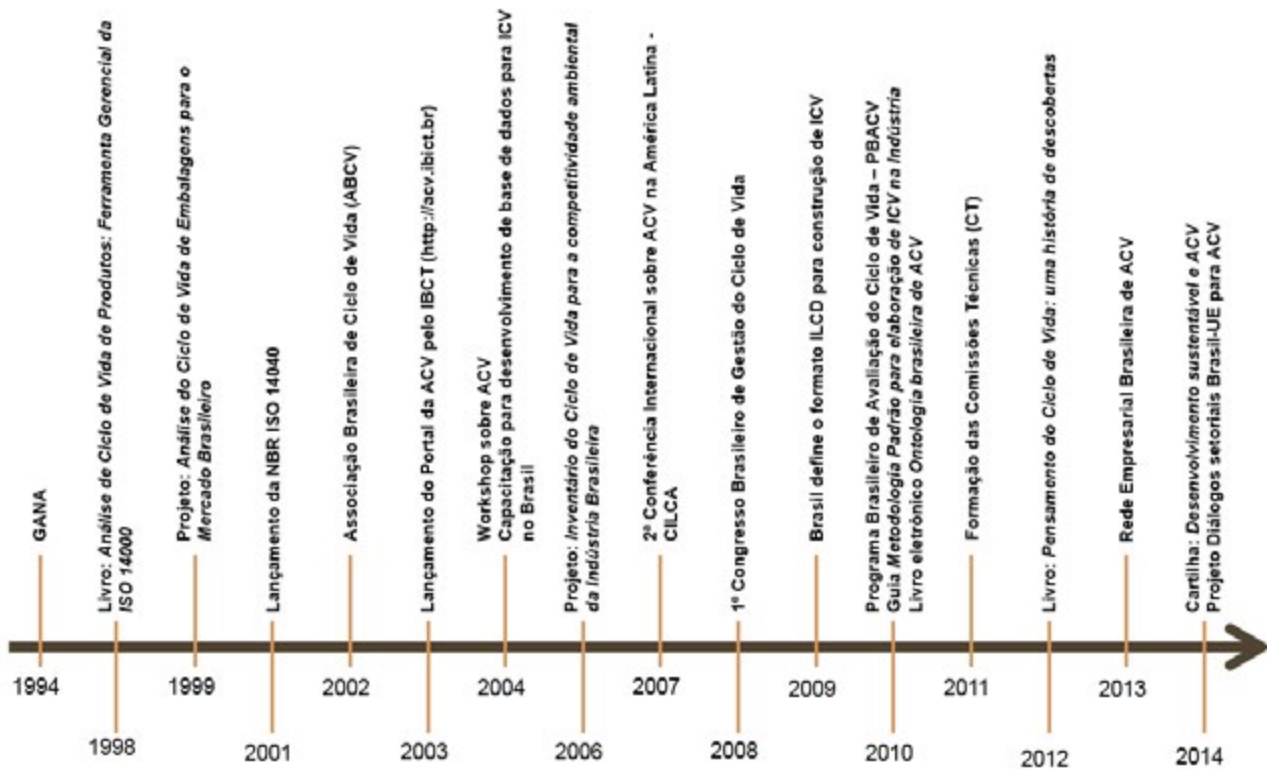 GANA
Livro: Análise de Ciclo de Vida de Produtos: Ferramenta Gerencial da
ISO 14000
Projeto: Análise do Ciclo de Vida de Embalagens para o
Mercado Brasileiro
Lançamento da NBR ISO 14040
Associação Brasileira de Ciclo de Vida (ABCV)
Lançamento do Portal da ACV pelo IBCT (http://acv.ibict.br)
Workshop sobre ACV
Capacitação para desenvolvimento de base de dados para ICV
no Brasil
Projeto: Inventário do Ciclo de Vida para a competitividade ambiental
da Indústria Brasileira
2ª Conferência Internacional sobre ACV na América Latina -
CILCA
1º Congresso Brasileiro de Gestão do Ciclo de Vida
Brasil define o formato ILCD para construção de ICV
Programa Brasileiro de Avaliação do Ciclo de Vida – PBACV
Guia Metodologia Padrão para elaboração de ICV na Indústria
Livro eletrônico Ontologia brasileira de ACV
Formação das Comissões Técnicas (CT)
Livro: Pensamento do Ciclo de Vida: uma história de descobertas
Rede Empresarial Brasileira de ACV
Cartilha: Desenvolvimento sustentável e ACV
Projeto Diálogos setoriais Brasil-UE para ACV
1994
1998
1999
2001
2002
2003
2004
2006
2007
2008
2009
2010
2011
2012
2013
2014